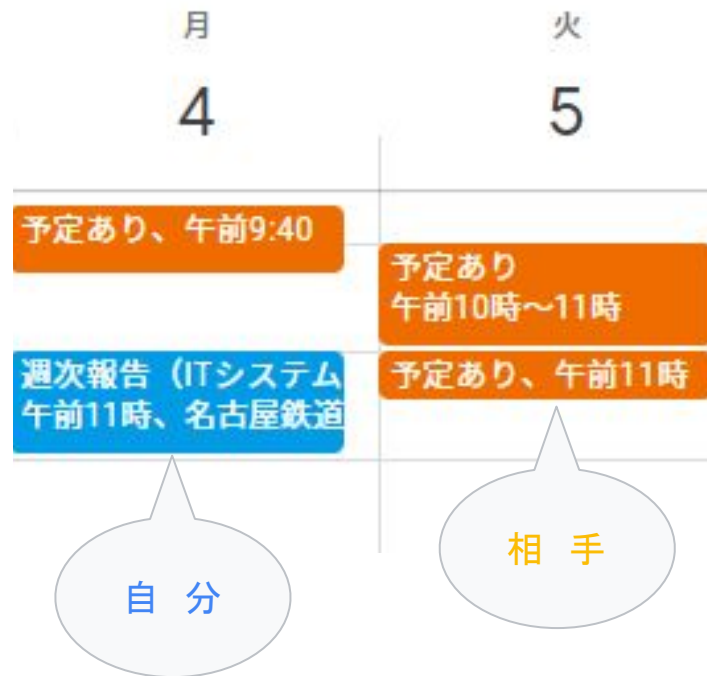 月
4
予定あり、午前9:40
週次報告（ITシステム
午前11時、名古屋鉄道
自 分
火
5
予定あり
午前10時～11時
予定あり、午前11時
相 手